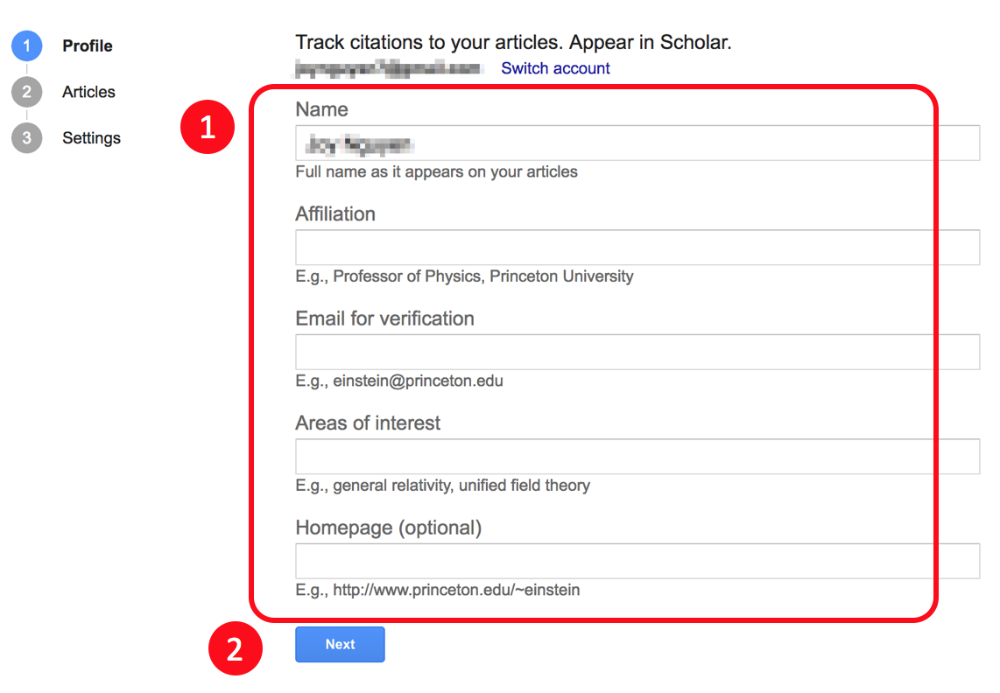 1 Profile
2 Articles
3 Settings
Track citations to your articles. Appear in Scholar.
Switch account
1
Name
Full name as it appears on your articles
Affiliation
E.g., Professor of Physics, Princeton University
Email for verification
E.g., einstein@princeton.edu
Areas of interest
E.g., general relativity, unified field theory
Homepage (optional)
E.g., http://www.princeton.edu/~einstein
2
Next